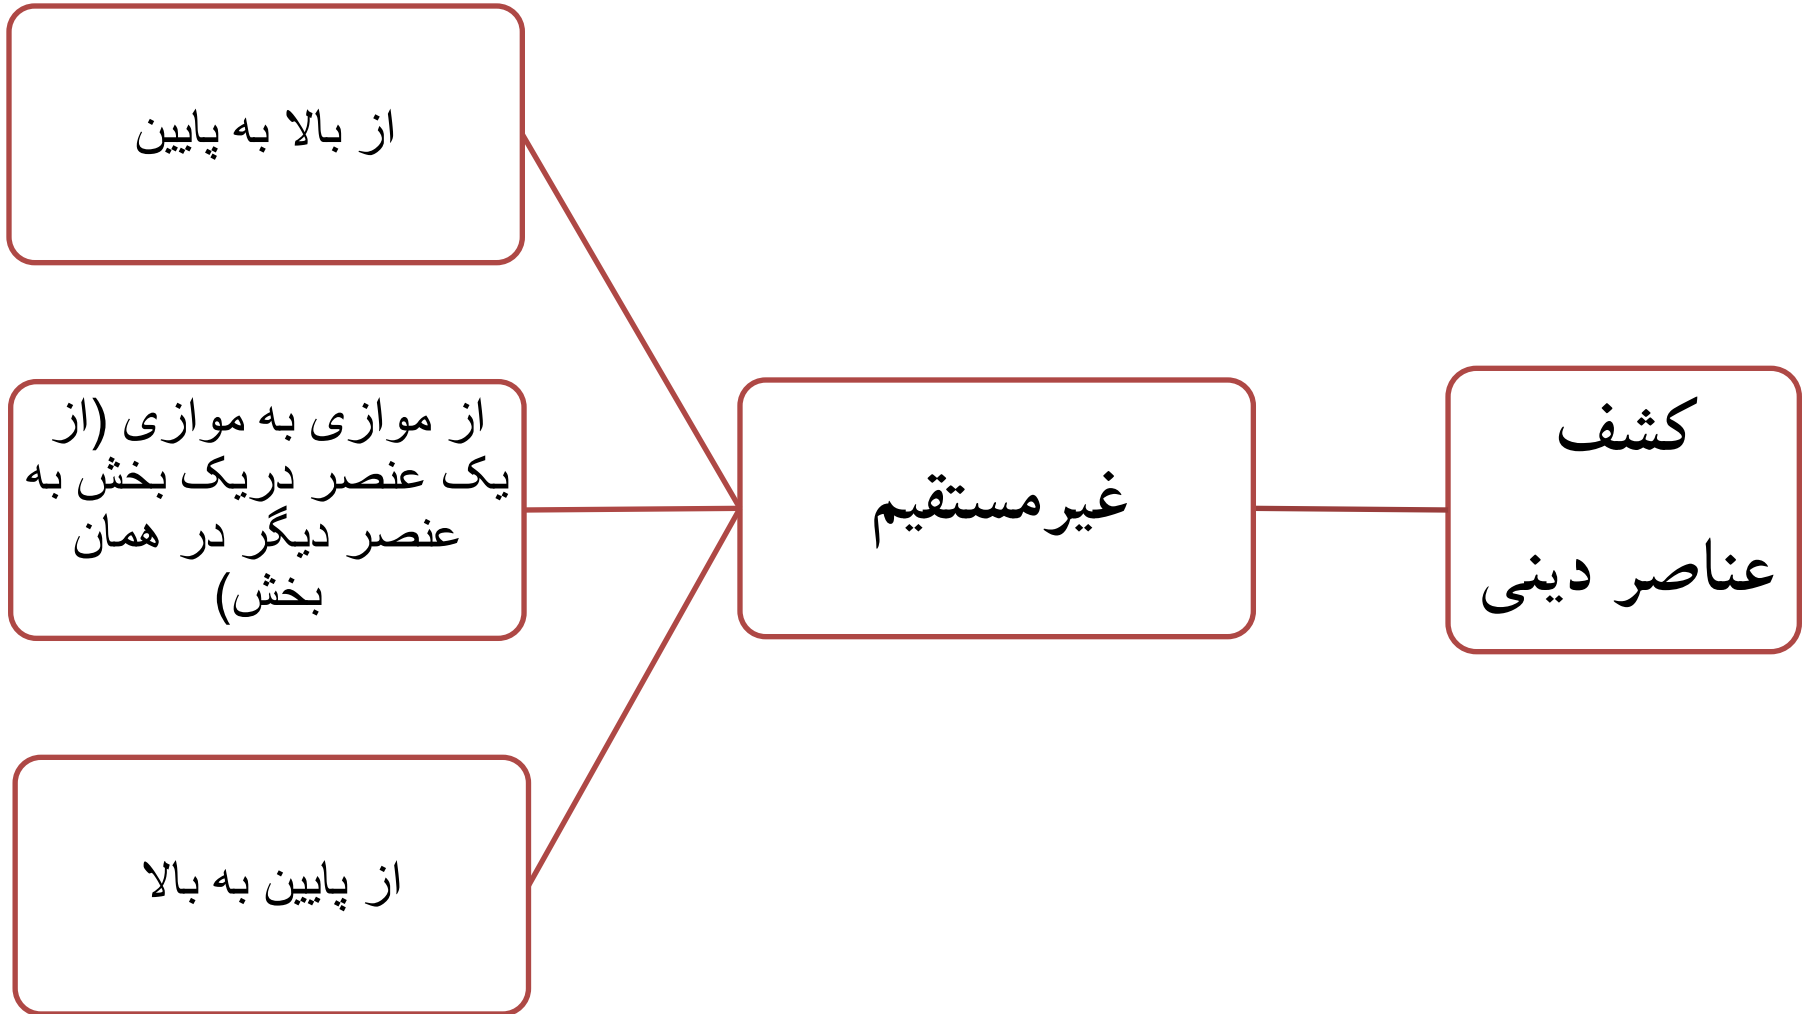 کشف
عناصر دینی
غیرمستقیم
از بالا به پایین
از موازی به موازی (از
یک عنصر دریک بخش به
عنصر دیگر در همان
بخش)
از پایین به بالا